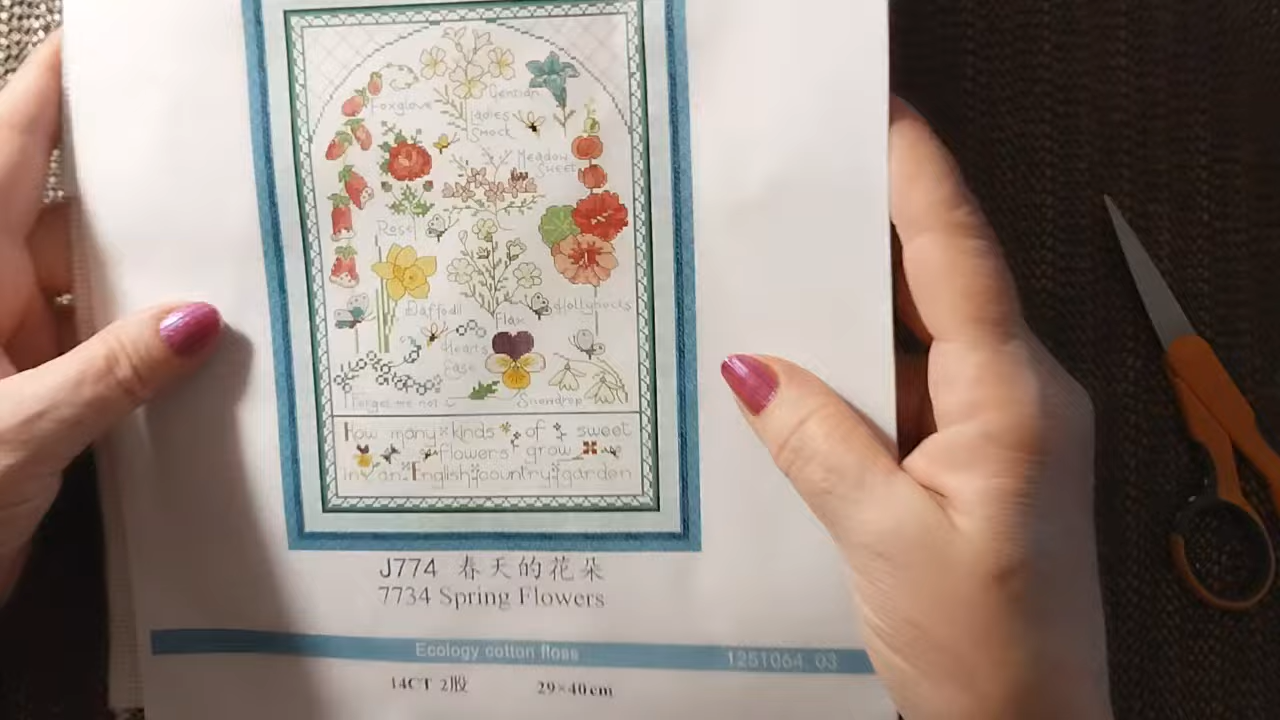 Foxglove
Gentian
Ladies
Smock
Meadow
Sweet
Rose
Daffodil
Hollyhocks
Flax
Hearts
Ease
Forget me not
Snowdrop
How many kinds of sweet
flowers grow
in an English country garden
J774 春天的花朵
7734 Spring Flowers
Ecology cotton floss
1251064 03
14CT 2股
29×40cm